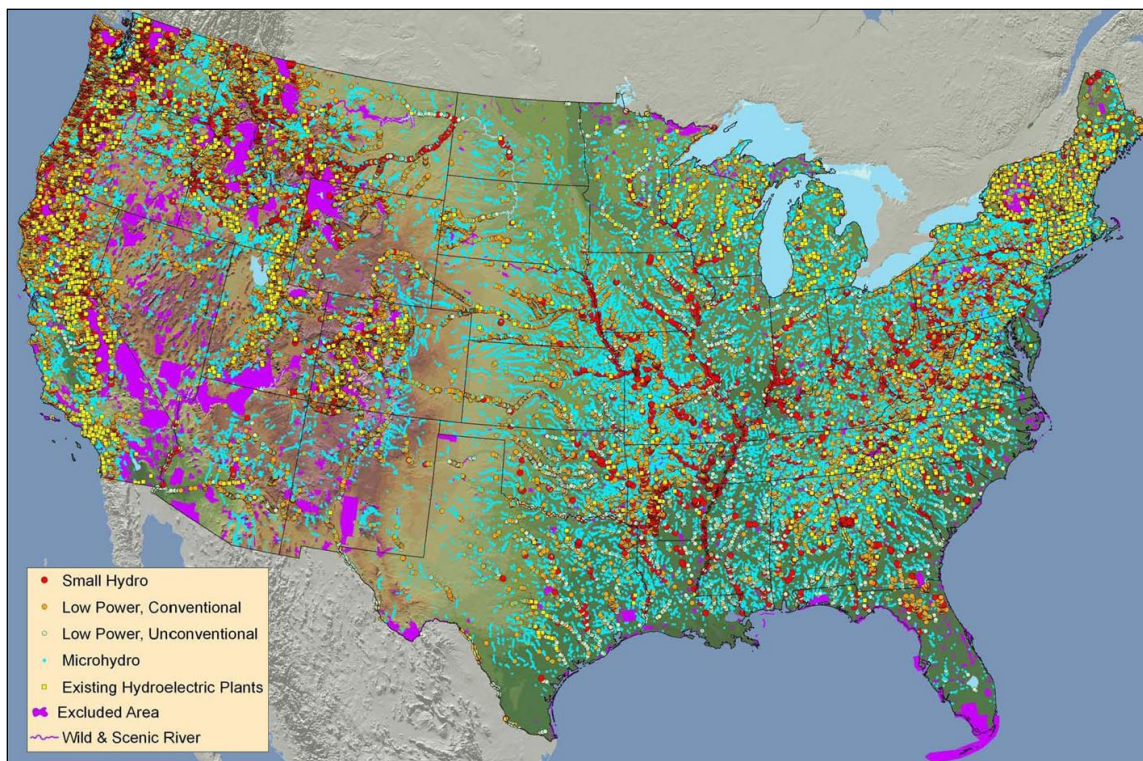 Small Hydro
Low Power, Conventional
Low Power, Unconventional
Microhydro
Existing Hydroelectric Plants
Excluded Area
Wild & Scenic River